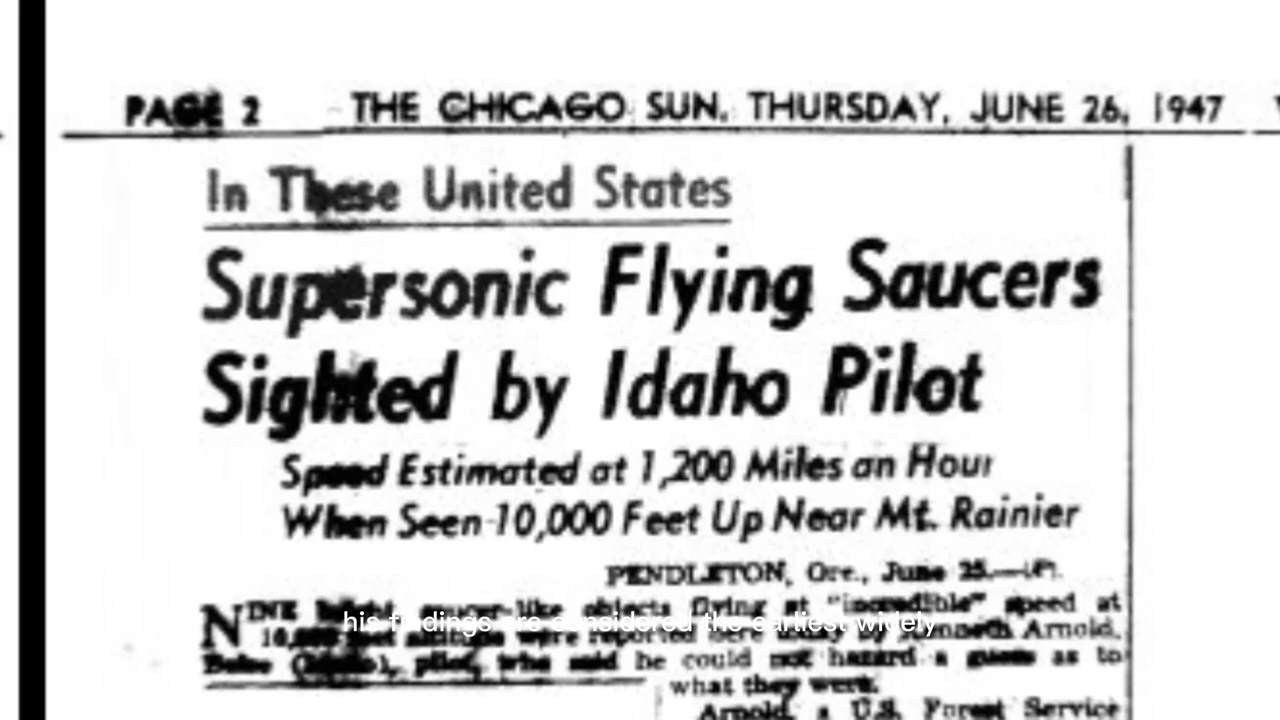 PAGE 2 THE CHICAGO SUN, THURSDAY, JUNE 26, 1947
In These United States
Supersonic Flying Saucers
Sighted by Idaho Pilot
Speed Estimated at 1,200 Miles an Hour
When Seen 10,000 Feet Up Near Mt. Rainier
PENDLETON, Ore., June 25.—(AP).
NINE bright saucer-like objects flying at "incredible" speed at
10,000 feet altitude were reported here today by Kenneth Arnold,
his findings are considered the earliest widely
Boise (Idaho), pilot, who said he could not hazard a guess as to
what they were.
Arnold, a U.S. Forest Service